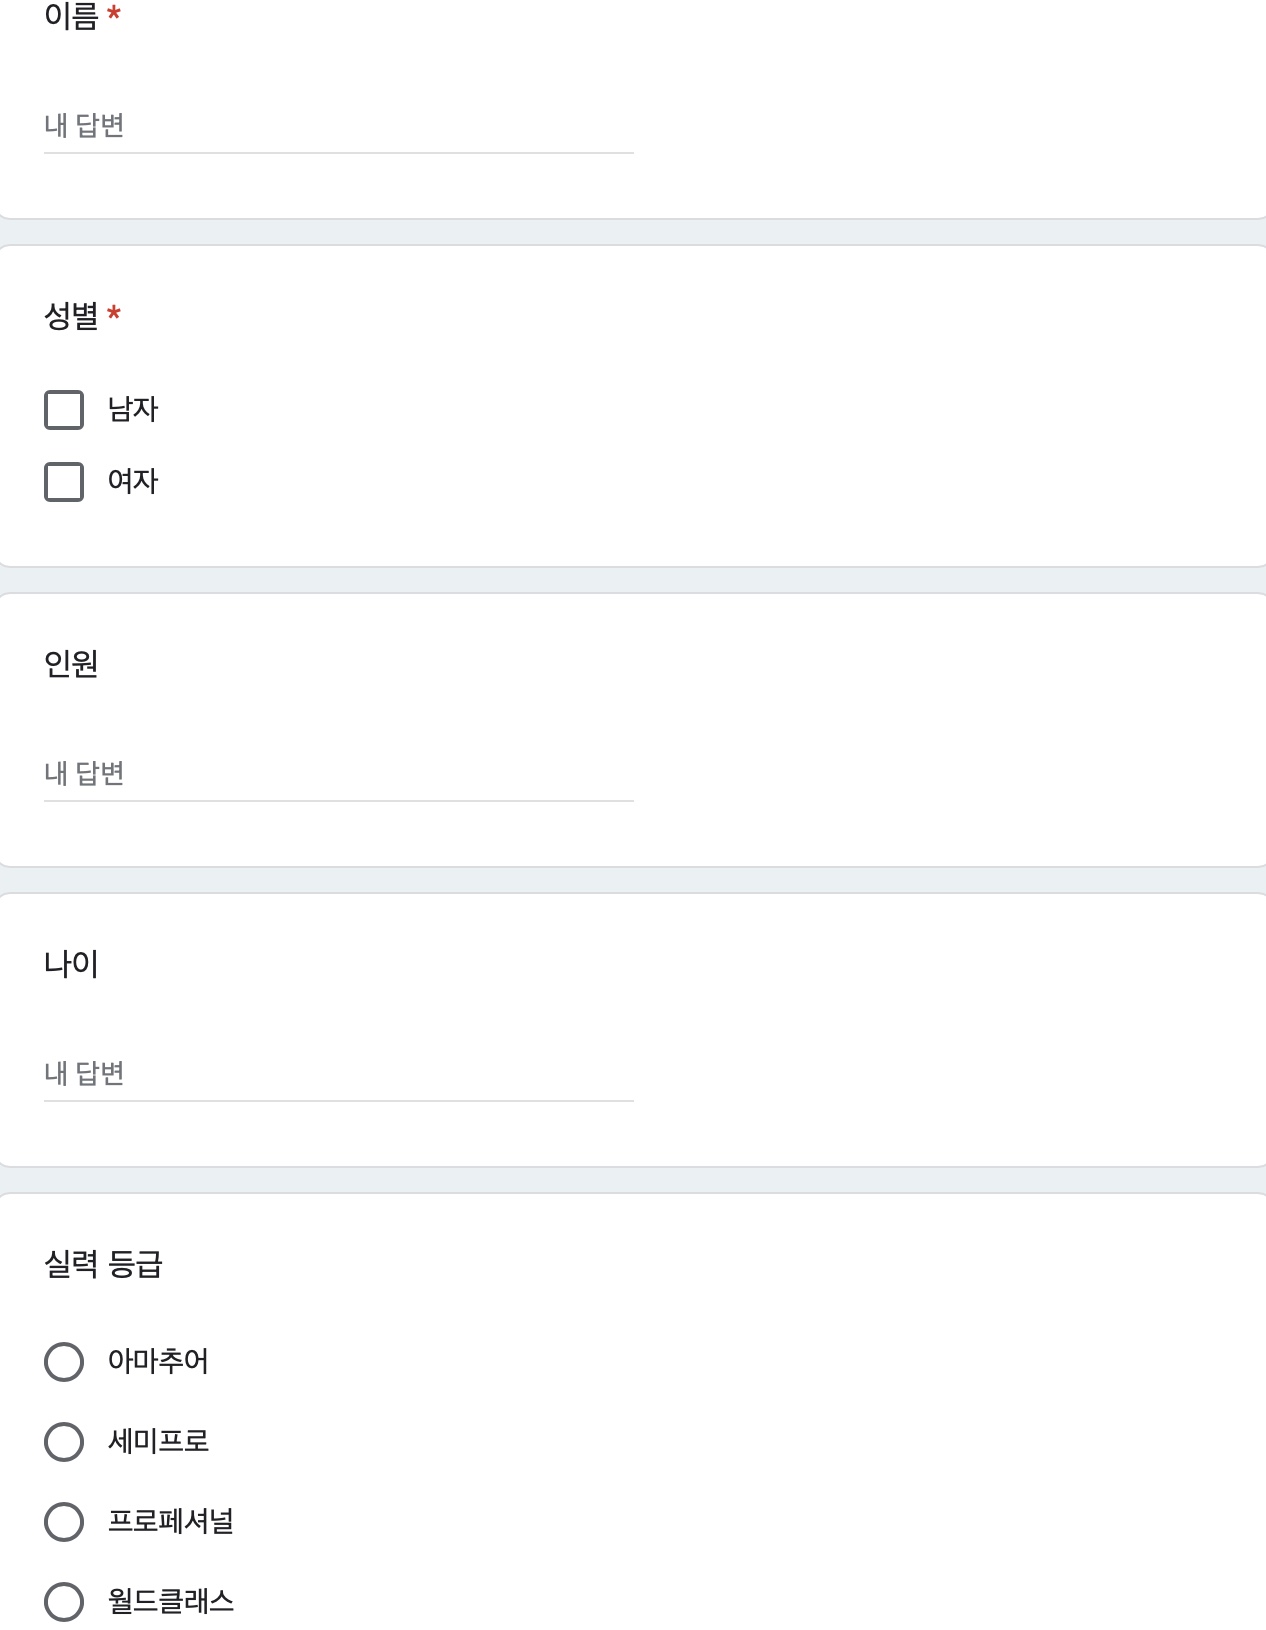 이름 *
내 답변
성별 *
남자
여자
인원
내 답변
나이
내 답변
실력 등급
아마추어
세미프로
프로페셔널
월드클래스